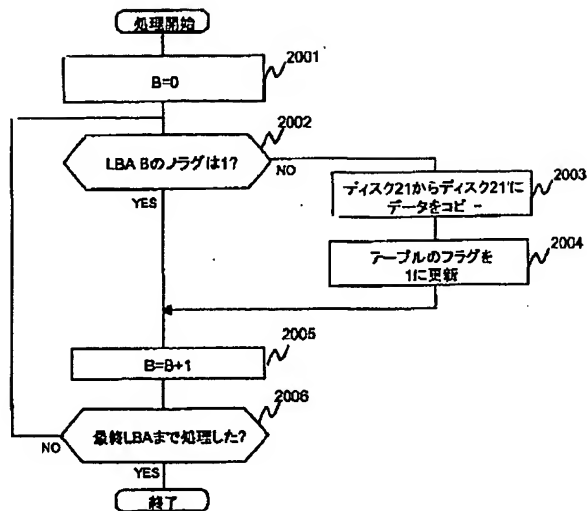 処理開始
2001
B=0
2002
LBA Bのフラグは1?
NO
YES
2003
ディスク21からディスク21'に
データをコピー
2004
テーブルのフラグを
1に更新
2005
B=B+1
2006
最終LBAまで処理した?
NO
YES
終了